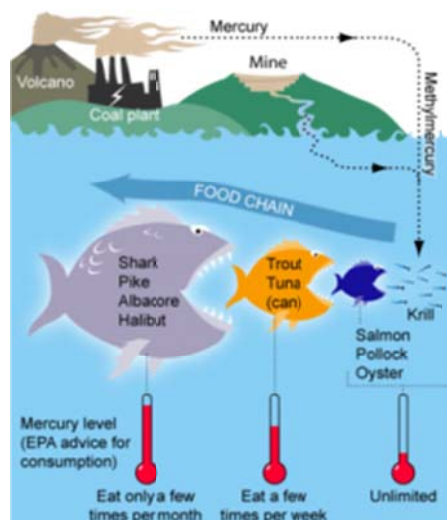 Mercury
Volcano
Mine
Coal plant
Methylmercury
FOOD CHAIN
Shark
Pike
Albacore
Halibut
Trout
Tuna
(can)
Krill
Salmon
Pollock
Oyster
Mercury level
(EPA advice for
consumption)
Eat only a few
times per month
Eat a few
times per week
Unlimited